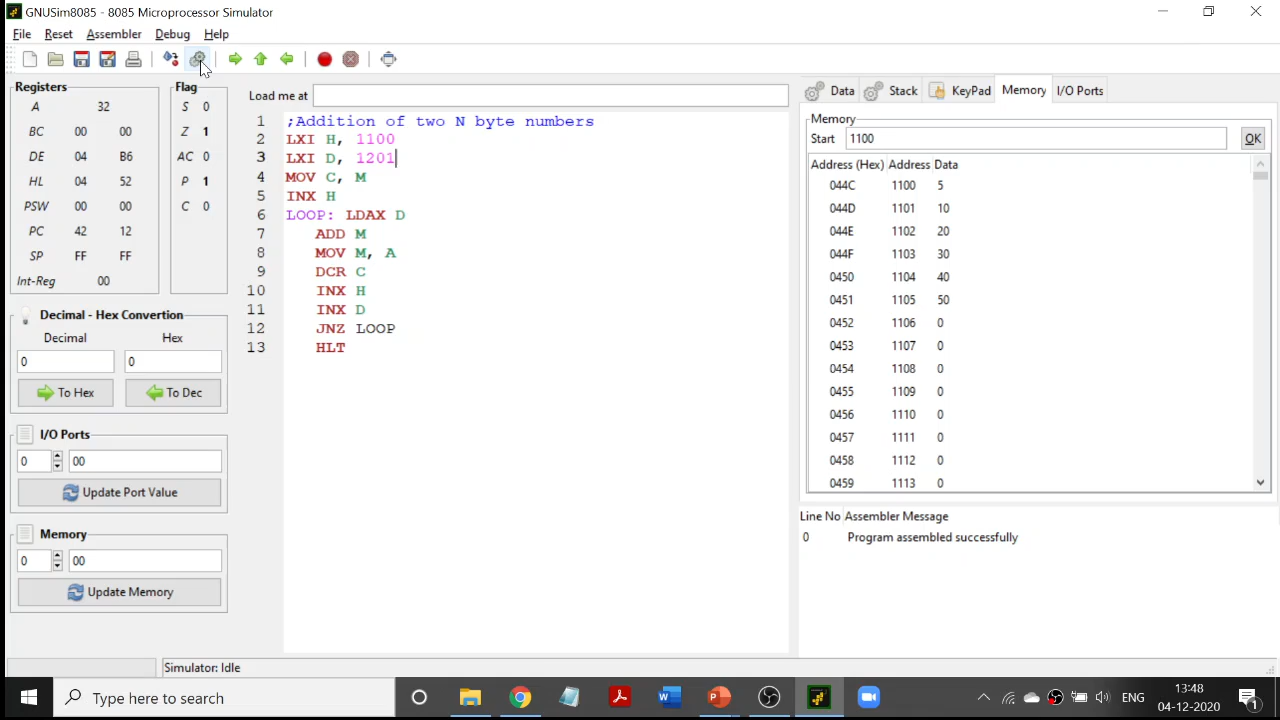 GNUSim8085 - 8085 Microprocessor Simulator
File Reset Assembler Debug Help
Registers
A 32
BC 00 00
DE 04 B6
HL 04 52
PSW 00 00
PC 42 12
SP FF FF
Int-Reg 00
Flag
S 0
Z 1
AC 0
P 1
C 0
Decimal - Hex Convertion
Decimal Hex
0 0
To Hex To Dec
I/O Ports
0 00
Update Port Value
Memory
0 00
Update Memory
Load me at
1 ;Addition of two N byte numbers
2 LXI H, 1100
3 LXI D, 1201
4 MOV C, M
5 INX H
6 LOOP: LDAX D
7 ADD M
8 MOV M, A
9 DCR C
10 INX H
11 INX D
12 JNZ LOOP
13 HLT
Data Stack KeyPad Memory I/O Ports
Memory
Start 1100 OK
Address (Hex) Address Data
044C 1100 5
044D 1101 10
044E 1102 20
044F 1103 30
0450 1104 40
0451 1105 50
0452 1106 0
0453 1107 0
0454 1108 0
0455 1109 0
0456 1110 0
0457 1111 0
0458 1112 0
0459 1113 0
Line No Assembler Message
0 Program assembled successfully
Simulator: Idle
Type here to search
ENG
13:48
04-12-2020
1